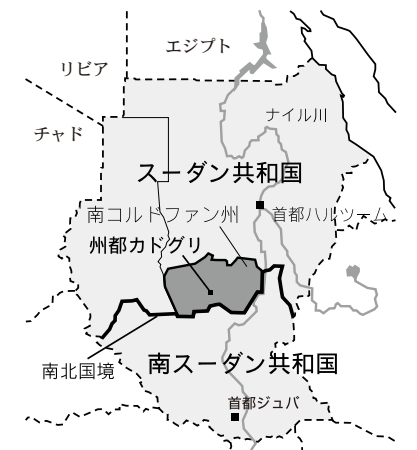 エジプト
リビア
ナイル川
チャド
スーダン共和国
南コルドファン州
首都ハルツーム
州都カドグリ
南北国境
南スーダン共和国
首都ジュバ